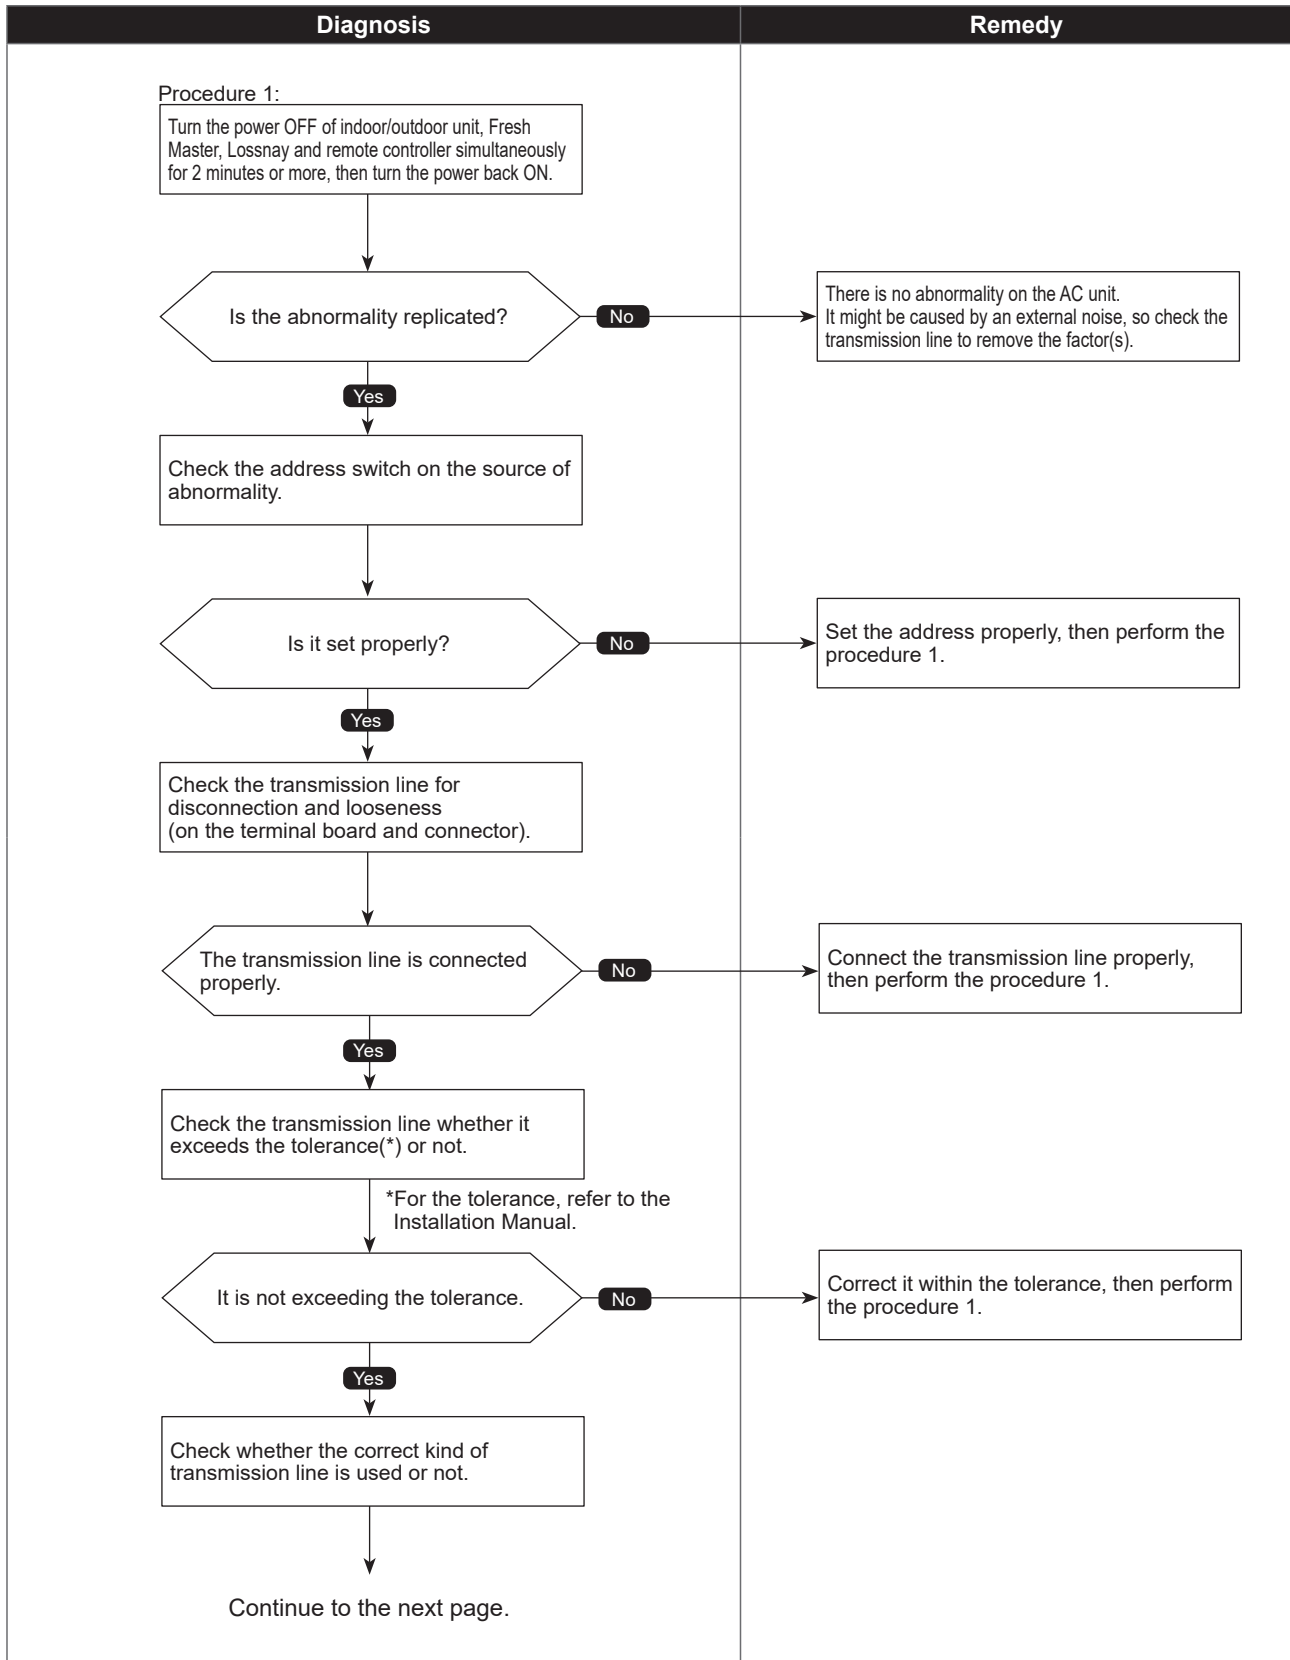 Diagnosis
Remedy
Procedure 1:
Turn the power OFF of indoor/outdoor unit, Fresh
Master, Lossnay and remote controller simultaneously
for 2 minutes or more, then turn the power back ON.
Is the abnormality replicated?
No
There is no abnormality on the AC unit.
It might be caused by an external noise, so check the
transmission line to remove the factor(s).
Yes
Check the address switch on the source of
abnormality.
Is it set properly?
No
Set the address properly, then perform the
procedure 1.
Yes
Check the transmission line for
disconnection and looseness
(on the terminal board and connector).
The transmission line is connected
properly.
No
Connect the transmission line properly,
then perform the procedure 1.
Yes
Check the transmission line whether it
exceeds the tolerance(*) or not.
*For the tolerance, refer to the
Installation Manual.
It is not exceeding the tolerance.
No
Correct it within the tolerance, then perform
the procedure 1.
Yes
Check whether the correct kind of
transmission line is used or not.
Continue to the next page.